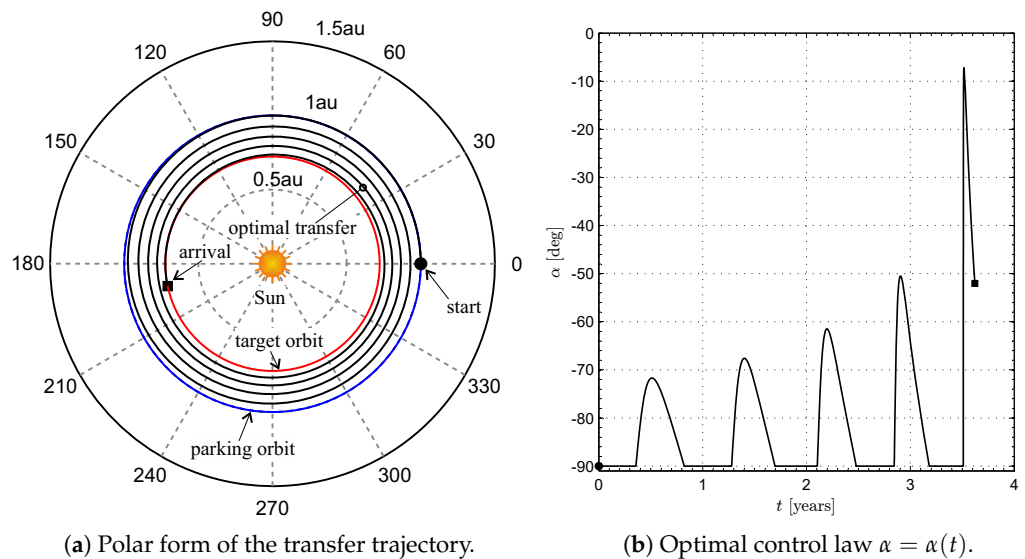 90
1.5au
120
60
1au
150
30
0.5au
optimal transfer
arrival
180
0
Sun
start
target orbit
210
330
parking orbit
240
300
270
(a) Polar form of the transfer trajectory.
0
-10
-20
-30
-40
-50
-60
-70
-80
-90
α [deg]
0 1 2 3 4
t [years]
(b) Optimal control law α = α(t).